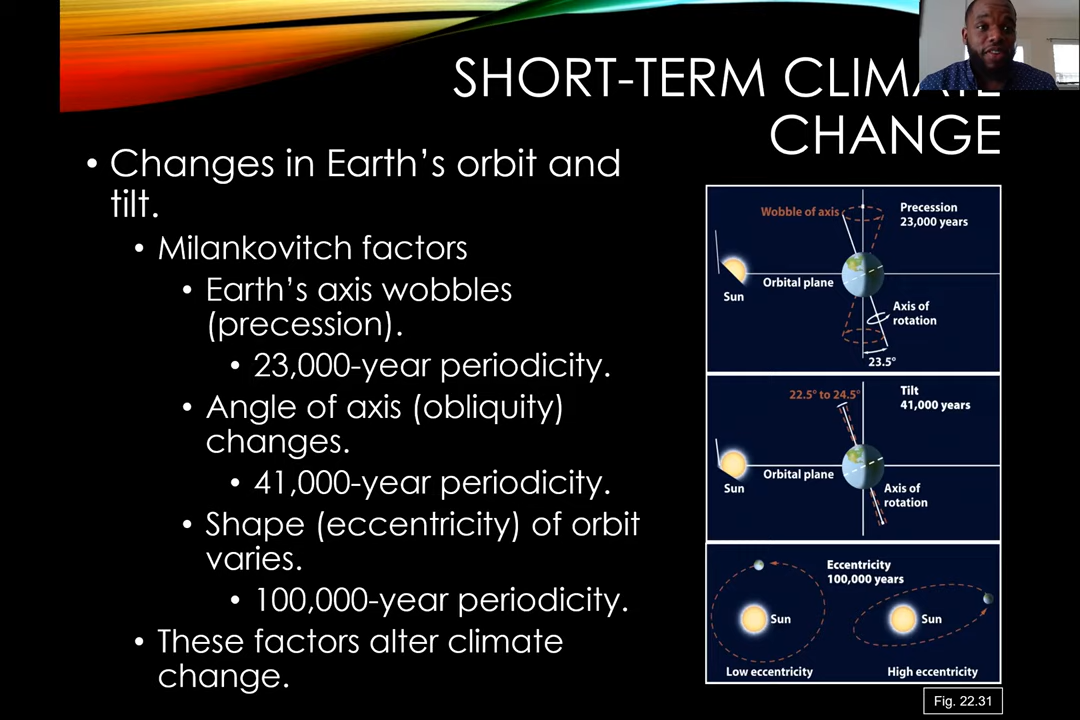 SHORT-TERM CLIMATE
CHANGE
• Changes in Earth's orbit and
tilt.
• Milankovitch factors
• Earth's axis wobbles
(precession).
• 23,000-year periodicity.
• Angle of axis (obliquity)
changes.
• 41,000-year periodicity.
• Shape (eccentricity) of orbit
varies.
• 100,000-year periodicity.
• These factors alter climate
change.
Wobble of axis
Precession
23,000 years
Orbital plane
Sun
Axis of
rotation
23.5°
22.5° to 24.5°
Tilt
41,000 years
Orbital plane
Sun
Axis of
rotation
Eccentricity
100,000 years
Sun
Sun
Low eccentricity
High eccentricity
Fig. 22.31